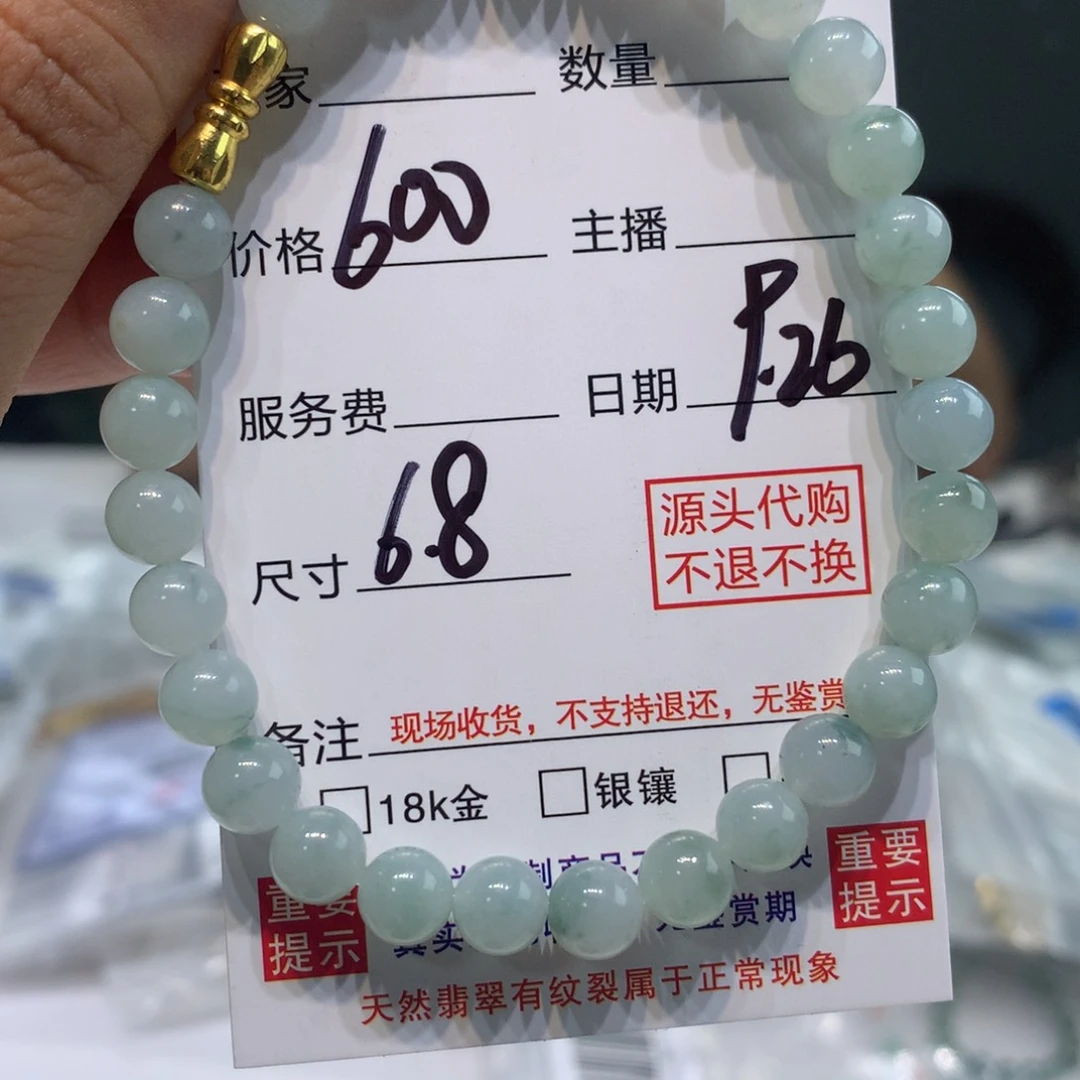 家 数量
价格 600 主播
服务费 日期 9.26
尺寸 6.8
源头代购
不退不换
备注 现场收货，不支持退还，无鉴赏
18k金 银镶
重要
提示
鉴赏期
重要
提示
天然翡翠有纹裂属于正常现象